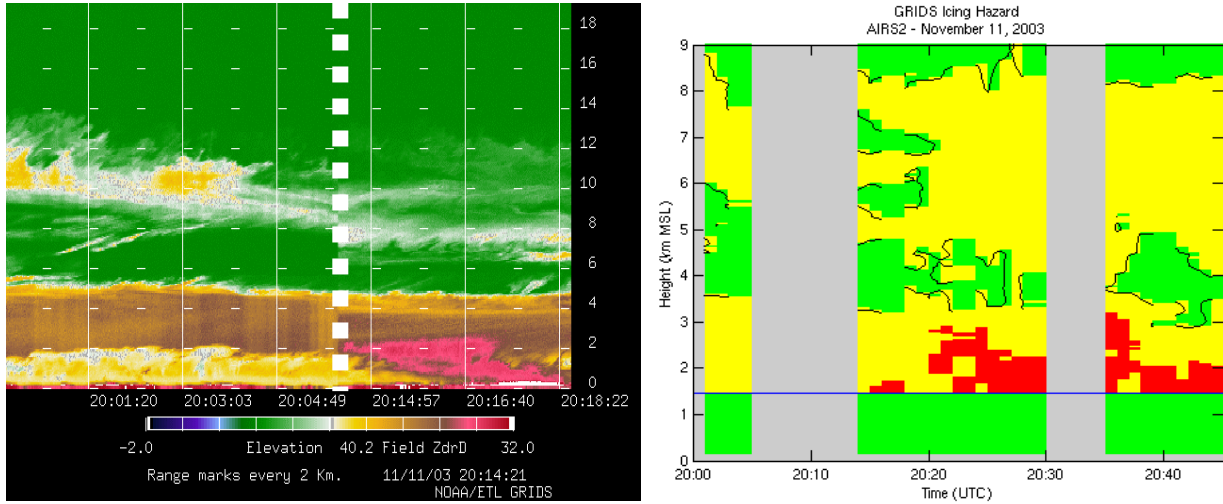 18
16
14
12
10
8
6
4
2
0
20:01:20 20:03:03 20:04:49 20:14:57 20:16:40 20:18:22
-2.0 Elevation 40.2 Field ZdrD 32.0
Range marks every 2 Km. 11/11/03 20:14:21
NOAA/ETL GRIDS
GRIDS Icing Hazard
AIRS2 - November 11, 2003
Height (km MSL)
9
8
7
6
5
4
3
2
1
0
20:00 20:10 20:20 20:30 20:40
Time (UTC)